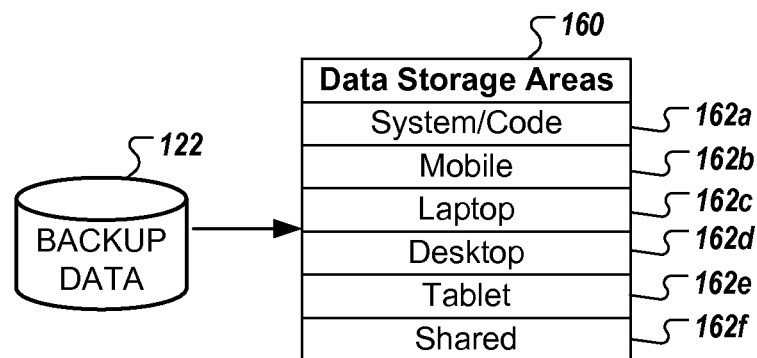 160
Data Storage Areas
System/Code 162a
122
Mobile 162b
Laptop 162c
BACKUP
DATA
Desktop 162d
Tablet 162e
Shared 162f